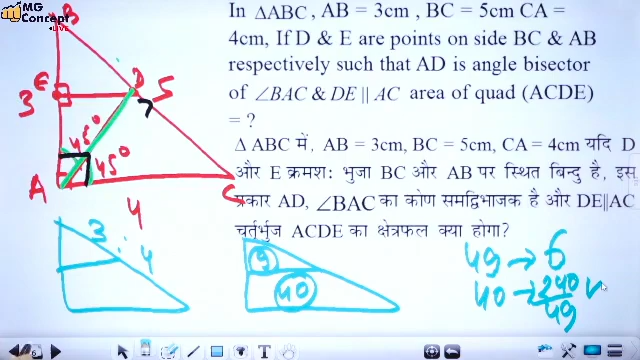 MG
Concept
LIVE
In ΔABC, AB = 3cm, BC = 5cm CA =
4cm, If D & E are points on side BC & AB
respectively such that AD is angle bisector
of ∠BAC & DE || AC area of quad (ACDE)
= ?
Δ ABC में, AB = 3cm, BC = 5cm, CA = 4cm यदि D
और E क्रमश: भुजा BC और AB पर स्थित बिन्दु है, इस
प्रकार AD, ∠BAC का कोण समद्विभाजक है और DE||AC
चर्तुर्भुज ACDE का क्षेत्रफल क्या होगा?
B
E
D
3
5
45°
45°
A
C
4
3 : 4
9
40
49 → 6
40 → 240
49